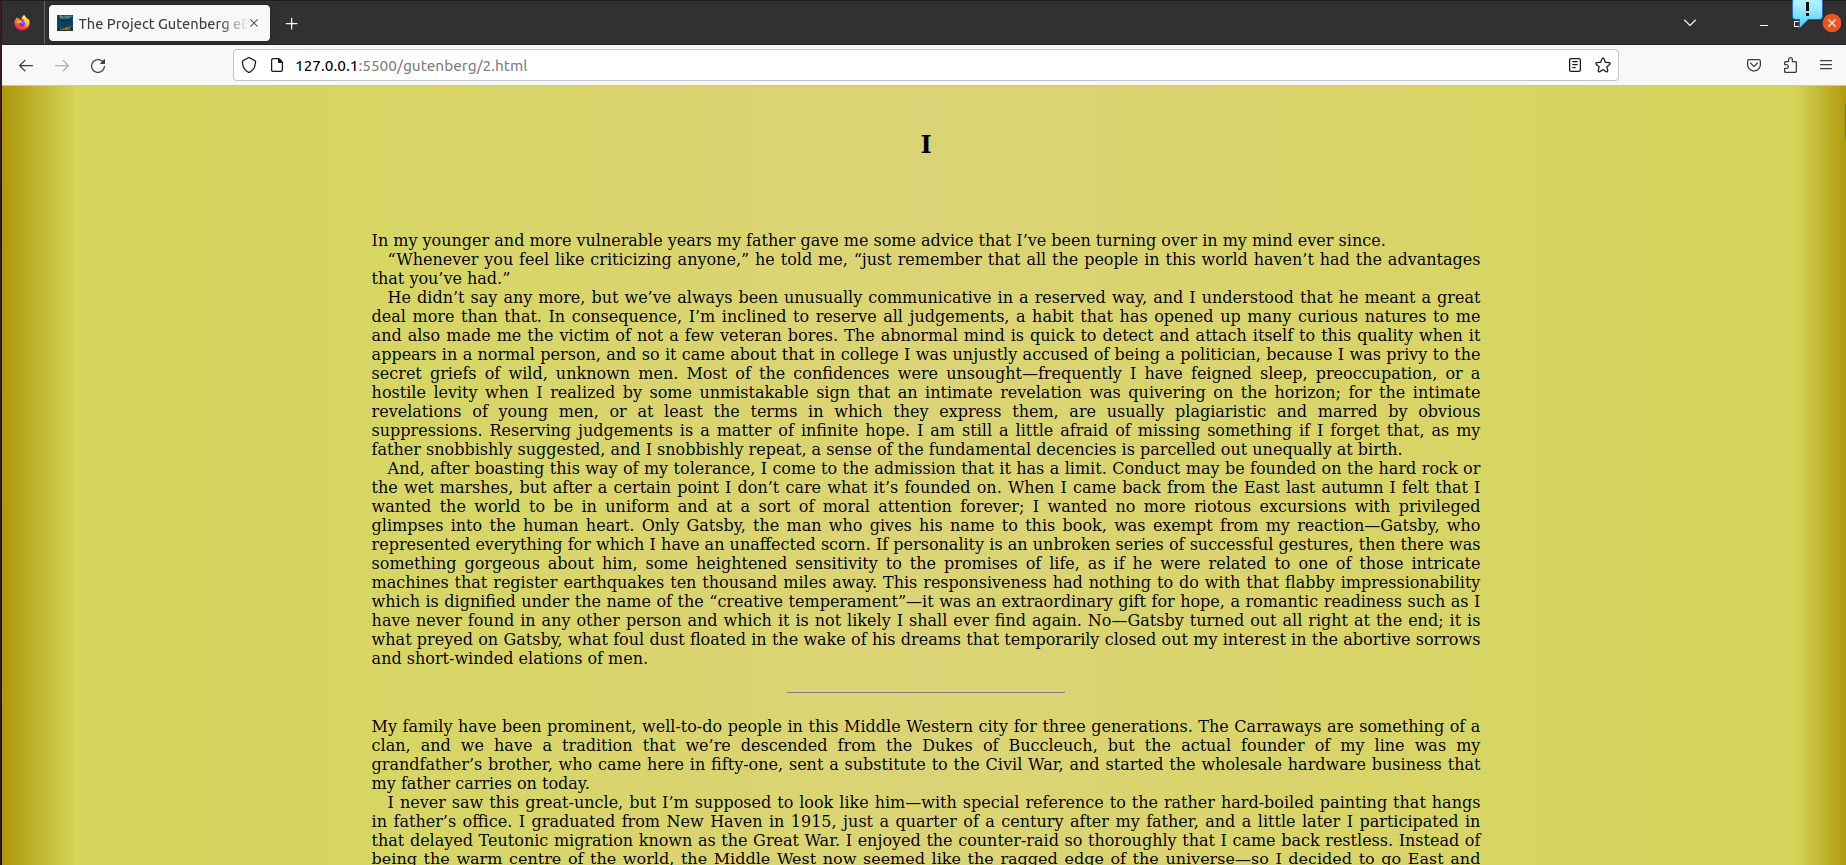 The Project Gutenberg eB
127.0.0.1:5500/gutenberg/2.html
I
In my younger and more vulnerable years my father gave me some advice that I’ve been turning over in my mind ever since.
“Whenever you feel like criticizing anyone,” he told me, “just remember that all the people in this world haven’t had the advantages
that you’ve had.”
He didn’t say any more, but we’ve always been unusually communicative in a reserved way, and I understood that he meant a great
deal more than that. In consequence, I’m inclined to reserve all judgements, a habit that has opened up many curious natures to me
and also made me the victim of not a few veteran bores. The abnormal mind is quick to detect and attach itself to this quality when it
appears in a normal person, and so it came about that in college I was unjustly accused of being a politician, because I was privy to the
secret griefs of wild, unknown men. Most of the confidences were unsought—frequently I have feigned sleep, preoccupation, or a
hostile levity when I realized by some unmistakable sign that an intimate revelation was quivering on the horizon; for the intimate
revelations of young men, or at least the terms in which they express them, are usually plagiaristic and marred by obvious
suppressions. Reserving judgements is a matter of infinite hope. I am still a little afraid of missing something if I forget that, as my
father snobbishly suggested, and I snobbishly repeat, a sense of the fundamental decencies is parcelled out unequally at birth.
And, after boasting this way of my tolerance, I come to the admission that it has a limit. Conduct may be founded on the hard rock or
the wet marshes, but after a certain point I don’t care what it’s founded on. When I came back from the East last autumn I felt that I
wanted the world to be in uniform and at a sort of moral attention forever; I wanted no more riotous excursions with privileged
glimpses into the human heart. Only Gatsby, the man who gives his name to this book, was exempt from my reaction—Gatsby, who
represented everything for which I have an unaffected scorn. If personality is an unbroken series of successful gestures, then there was
something gorgeous about him, some heightened sensitivity to the promises of life, as if he were related to one of those intricate
machines that register earthquakes ten thousand miles away. This responsiveness had nothing to do with that flabby impressionability
which is dignified under the name of the “creative temperament”—it was an extraordinary gift for hope, a romantic readiness such as I
have never found in any other person and which it is not likely I shall ever find again. No—Gatsby turned out all right at the end; it is
what preyed on Gatsby, what foul dust floated in the wake of his dreams that temporarily closed out my interest in the abortive sorrows
and short-winded elations of men.
My family have been prominent, well-to-do people in this Middle Western city for three generations. The Carraways are something of a
clan, and we have a tradition that we’re descended from the Dukes of Buccleuch, but the actual founder of my line was my
grandfather’s brother, who came here in fifty-one, sent a substitute to the Civil War, and started the wholesale hardware business that
my father carries on today.
I never saw this great-uncle, but I’m supposed to look like him—with special reference to the rather hard-boiled painting that hangs
in father’s office. I graduated from New Haven in 1915, just a quarter of a century after my father, and a little later I participated in
that delayed Teutonic migration known as the Great War. I enjoyed the counter-raid so thoroughly that I came back restless. Instead of
being the warm centre of the world, the Middle West now seemed like the ragged edge of the universe—so I decided to go East and